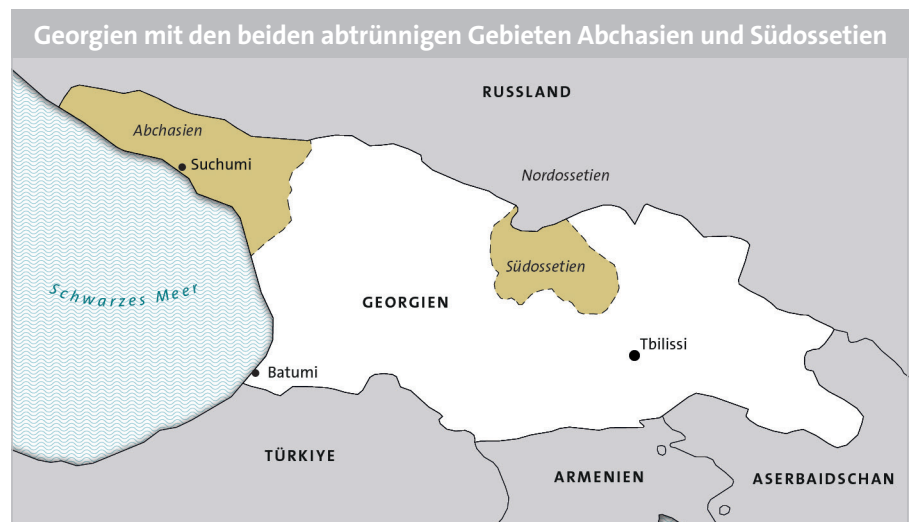 Georgien mit den beiden abtrünnigen Gebieten Abchasien und Südossetien
RUSSLAND
Abchasien
Suchumi
Nordossetien
Südossetien
Schwarzes Meer
GEORGIEN
Tbilissi
Batumi
TÜRKIYE
ARMENIEN
ASERBAIDSCHAN